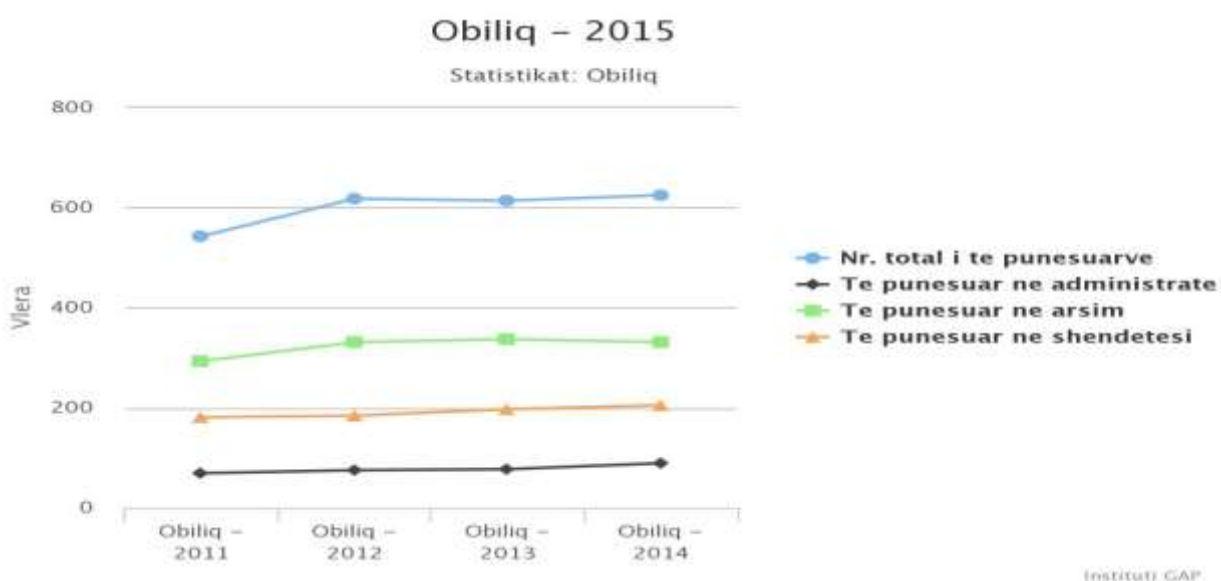 Obiliq – 2015
Statistikat: Obiliq
800
600
400
200
0
Vlera
Obiliq –
2011
Obiliq –
2012
Obiliq –
2013
Obiliq –
2014
Nr. total i te punesuarve
Te punesuar ne administrate
Te punesuar ne arsim
Te punesuar ne shendetesi
Instituti GAP